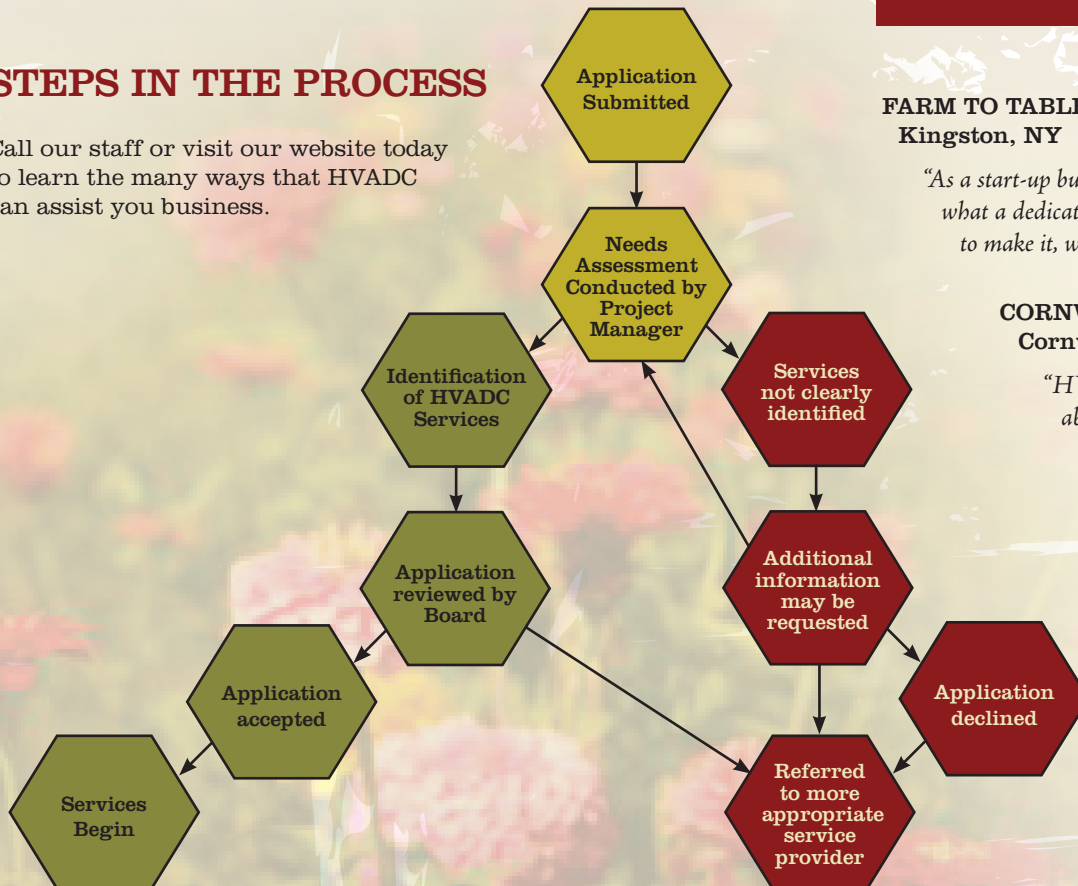 STEPS IN THE PROCESS
Call our staff or visit our website today
to learn the many ways that HVADC
can assist you business.
Application
Submitted
Needs
Assessment
Conducted by
Project
Manager
Identification
of HVADC
Services
Services
not clearly
identified
Application
reviewed by
Board
Additional
information
may be
requested
Application
accepted
Application
declined
Services
Begin
Referred
to more
appropriate
service
provider
FARM TO TABLE
Kingston, NY
“As a start-up
what a
to make it,